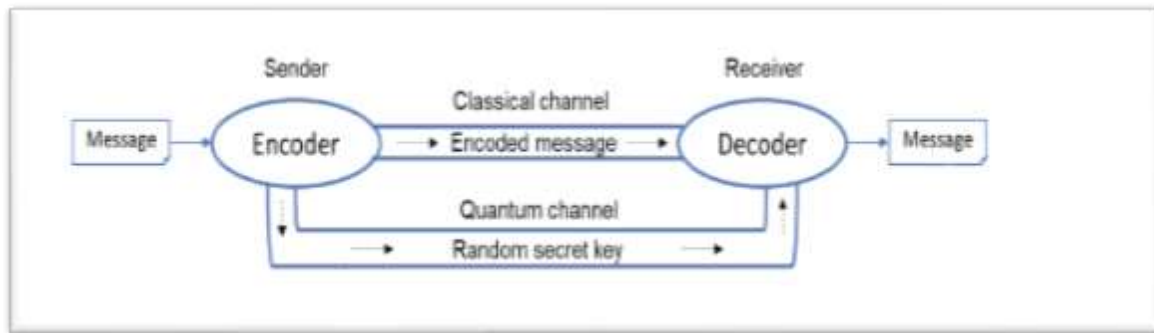 Sender
Receiver
Classical channel
Message
Encoder
Encoded message
Decoder
Message
Quantum channel
Random secret key